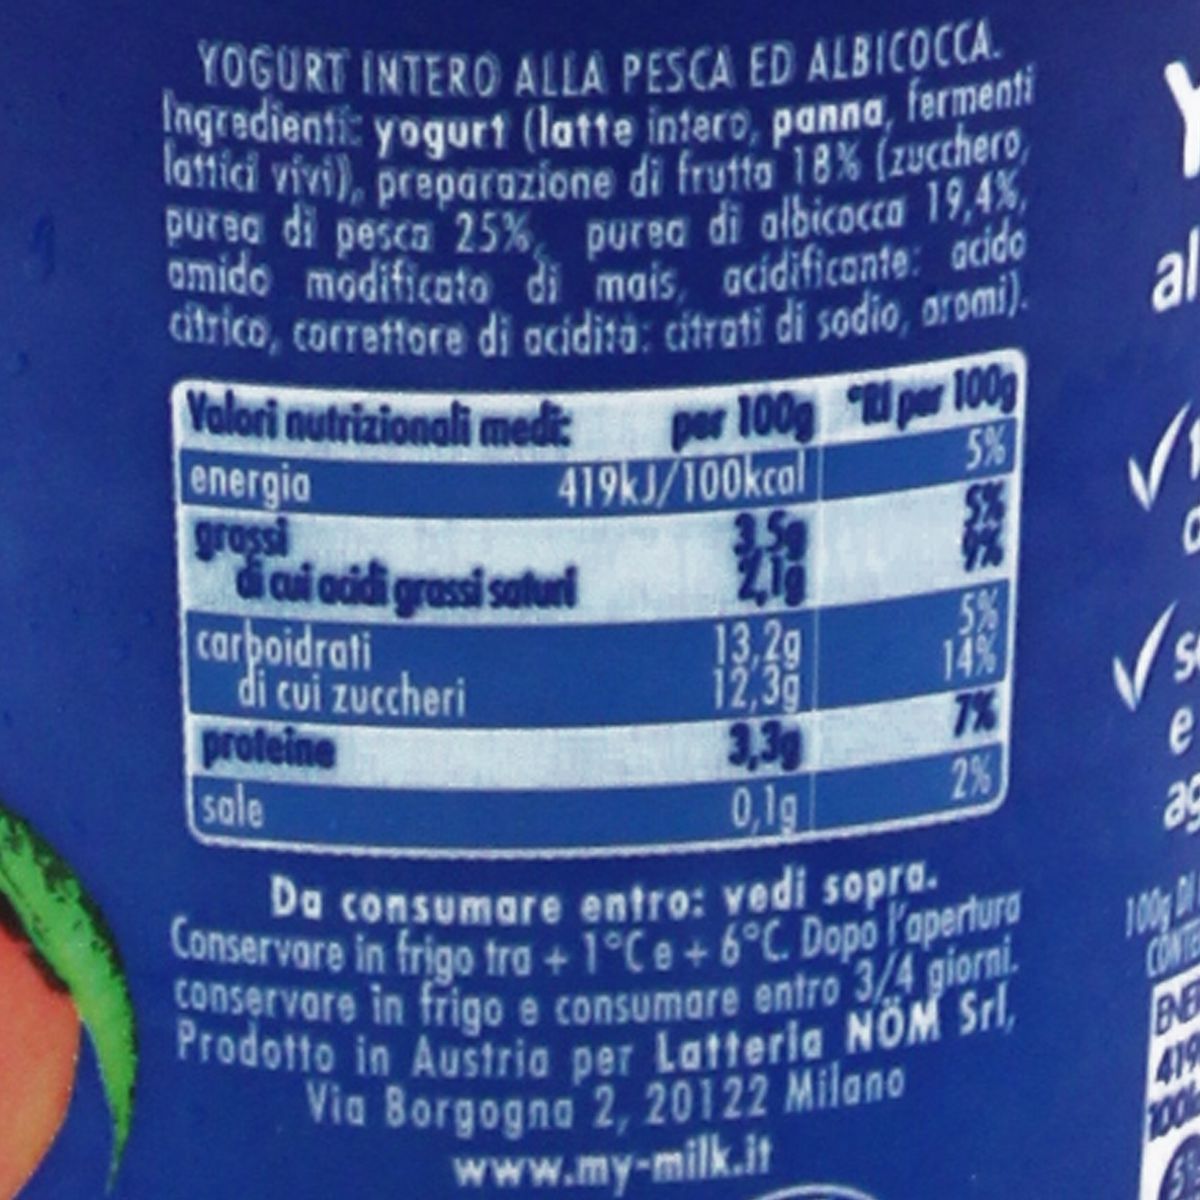 YOGURT INTERO ALLA PESCA ED ALBICOCCA.
Ingredienti: yogurt (latte intero, panna, fermenti
lattici vivi), preparazione di frutta 18% (zucchero,
purea di pesca 25%, purea di albicocca 19,4%,
amido modificato di mais, acidificante: acido
citrico, correttore di acidità: citrati di sodio, aromi).
Valori nutrizionali medi: per 100g *RI per 100g
energia 419kJ/100kcal 5%
grassi 3,5g 5%
di cui acidi grassi saturi 2,1g 9%
carboidrati 13,2g 5%
di cui zuccheri 12,3g 14%
proteine 3,3g 7%
sale 0,1g 2%
Da consumare entro: vedi sopra.
Conservare in frigo tra + 1°C e + 6°C. Dopo l'apertura
conservare in frigo e consumare entro 3/4 giorni.
Prodotto in Austria per Latteria NÖM Srl,
Via Borgogna 2, 20122 Milano
www.my-milk.it
Y
al
e
100g
419